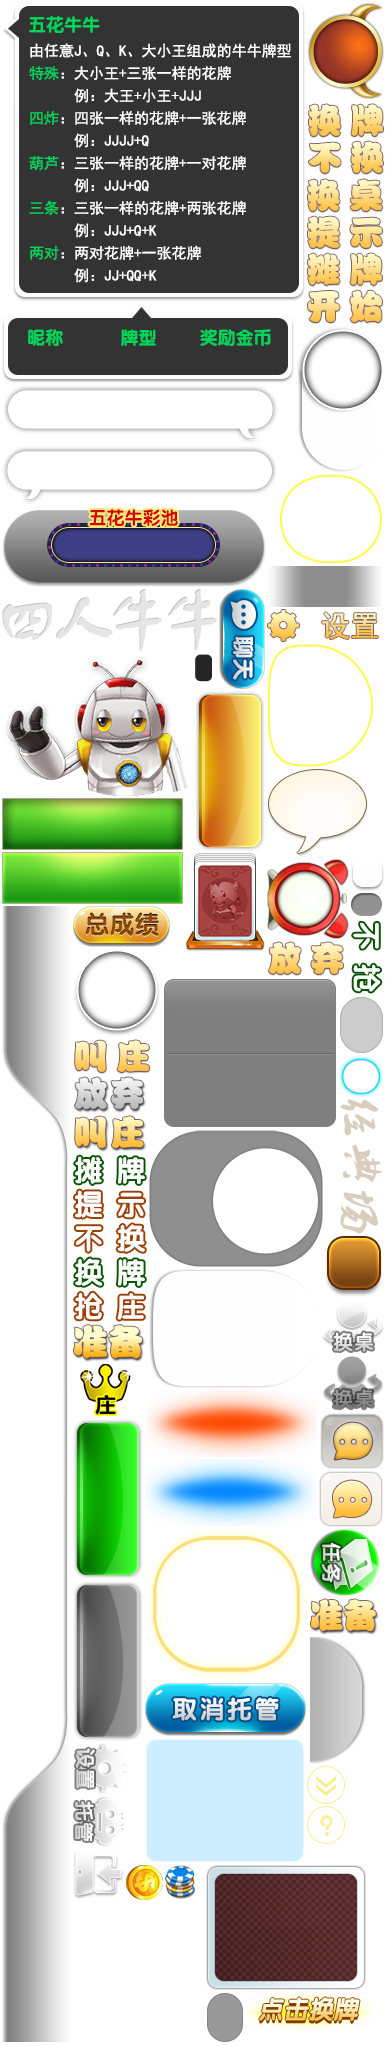 五花牛牛
由任意J、Q、K、大小王组成的牛牛牌型
特殊：大小王+三张一样的花牌
例：大王+小王+JJJ
四炸：四张一样的花牌+一张花牌
例：JJJJ+Q
葫芦：三张一样的花牌+一对花牌
例：JJJ+QQ
三条：三张一样的花牌+两张花牌
例：JJJ+Q+K
两对：两对花牌+一张花牌
例：JJ+QQ+K
换牌
不换
换桌
提示
摊牌
开始
昵称 牌型 奖励金币
五花牛彩池
四人牛牛
聊天
设置
总成绩
放弃
不抢
叫庄
放弃
叫庄
摊牌
提示
不换
换牌
抢庄
准备
经典场
庄
换桌
换桌
任务
准备
取消托管
设置
托管
?
点击换牌